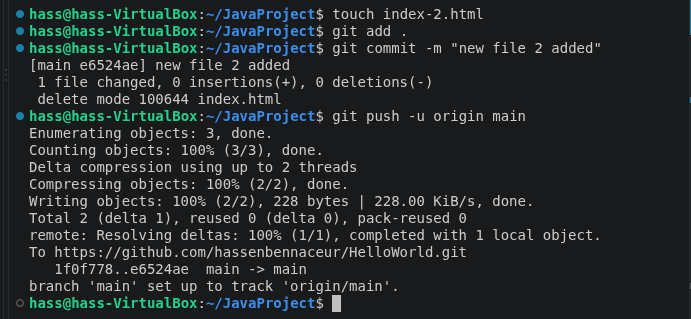 hass@hass-VirtualBox:~/JavaProject$ touch index-2.html
hass@hass-VirtualBox:~/JavaProject$ git add .
hass@hass-VirtualBox:~/JavaProject$ git commit -m "new file 2 added"
[main e6524ae] new file 2 added
 1 file changed, 0 insertions(+), 0 deletions(-)
 delete mode 100644 index.html
hass@hass-VirtualBox:~/JavaProject$ git push -u origin main
Enumerating objects: 3, done.
Counting objects: 100% (3/3), done.
Delta compression using up to 2 threads
Compressing objects: 100% (2/2), done.
Writing objects: 100% (2/2), 228 bytes | 228.00 KiB/s, done.
Total 2 (delta 1), reused 0 (delta 0), pack-reused 0
remote: Resolving deltas: 100% (1/1), completed with 1 local object.
To https://github.com/hassenbennaceur/HelloWorld.git
   1f0f778..e6524ae  main -> main
branch 'main' set up to track 'origin/main'.
hass@hass-VirtualBox:~/JavaProject$